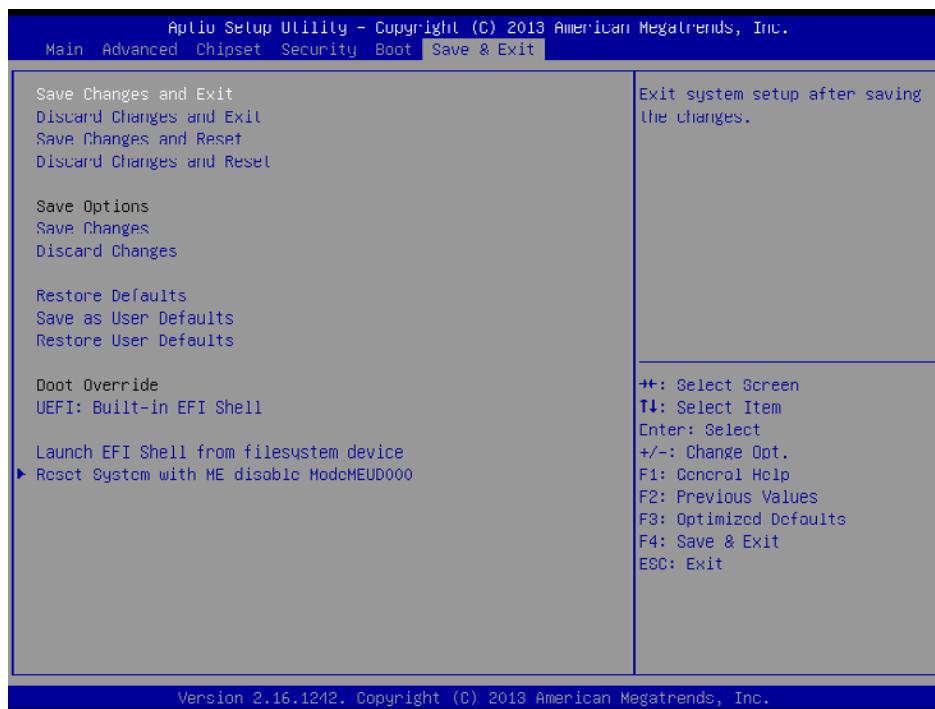 Aptio Setup Utility – Copyright (C) 2013 American Megatrends, Inc.
Main Advanced Chipset Security Boot Save & Exit
Save Changes and Exit
Discard Changes and Exit
Save Changes and Reset
Discard Changes and Reset
Save Options
Save Changes
Discard Changes
Restore Defaults
Save as User Defaults
Restore User Defaults
Boot Override
UEFI: Built-in EFI Shell
Launch EFI Shell from filesystem device
▶ Reset System with ME disable ModeMEUD000
Exit system setup after saving
the changes.
→←: Select Screen
↑↓: Select Item
Enter: Select
+/-: Change Opt.
F1: General Help
F2: Previous Values
F3: Optimized Defaults
F4: Save & Exit
ESC: Exit
Version 2.16.1242. Copyright (C) 2013 American Megatrends, Inc.